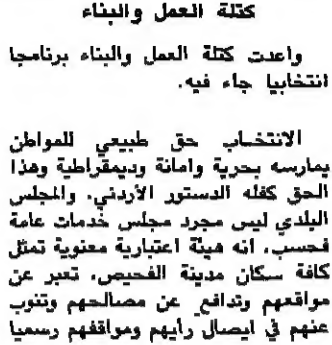 كتلة العمل والبناء
واعدت كتلة العمل والبناء برنامجا
انتخابيا جاء فيه.
الانتخاب حق طبيعي للمواطن
يمارسه بحرية وامانة وديمقراطية وهذا
الحق كفله الدستور الأردني. والمجلس
البلدي ليس مجرد مجلس خدمات عامة
فحسب، انه هيئة اعتبارية معنوية تمثل
كافة سكان مدينة الفحيص، تعبر عن
مواقعهم وتدافع عن مصالحهم وتنوب
عنهم في ايصال رأيهم ومواقفهم رسميا